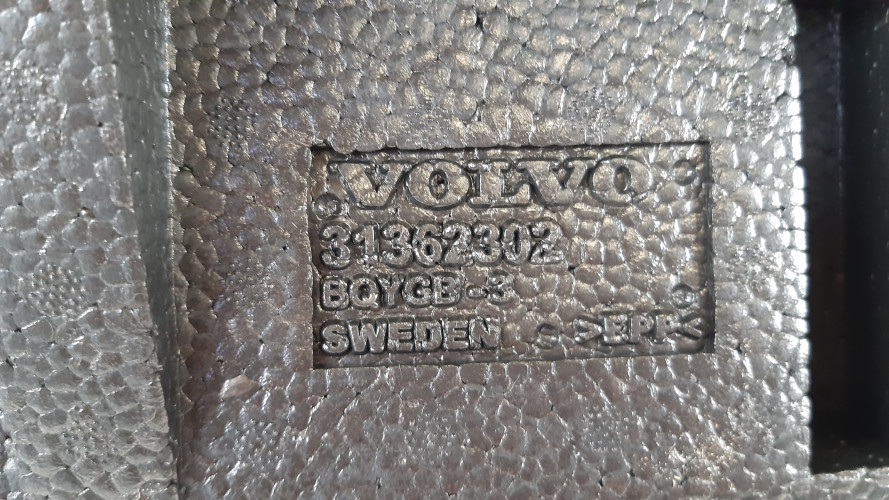 VOLVO
31362302
BQYGB-3
SWEDEN >EPP<